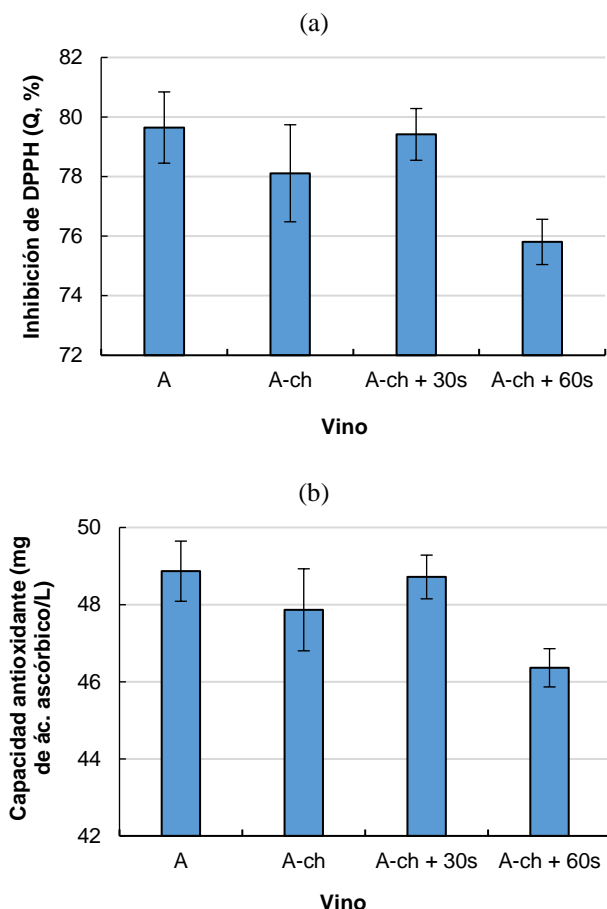 (a)
Inhibición de DPPH (Q, %)
82
80
78
76
74
72
A A-ch A-ch + 30s A-ch + 60s
Vino
(b)
Capacidad antioxidante (mg
de ác. ascórbico/L)
50
48
46
44
42
A A-ch A-ch + 30s A-ch + 60s
Vino